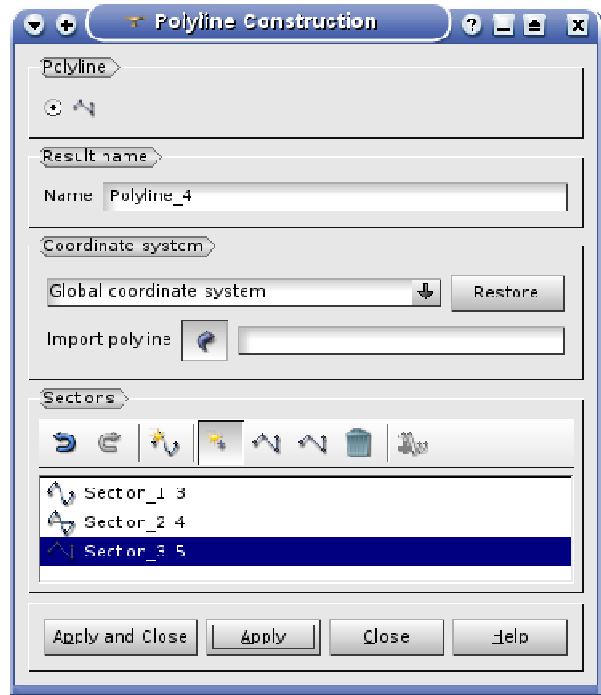 Polyline Construction
Polyline
Result name
Name Polyline_4
Coordinate system
Global coordinate system Restore
Import polyline
Sectors
Sector_1 3
Sector_2 4
Sector_3 5
Apply and Close Apply Close Help